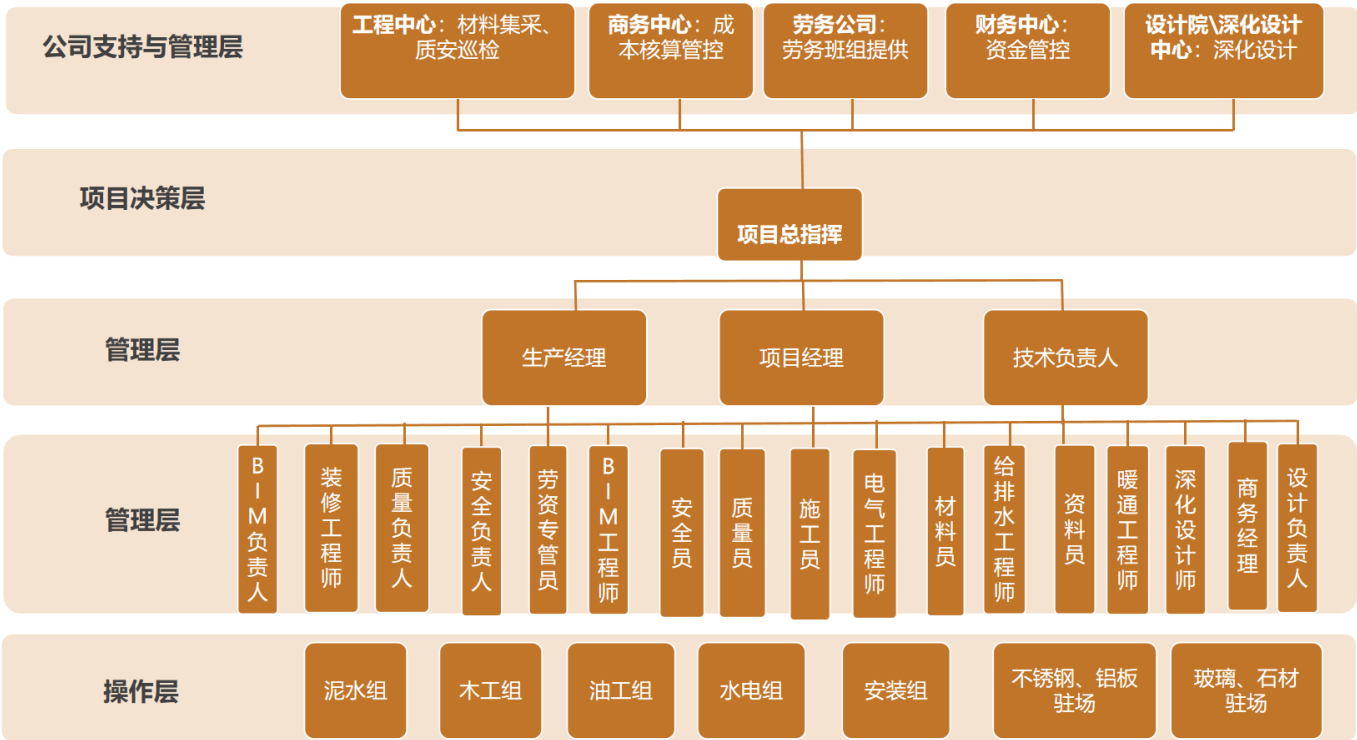 公司支持与管理层
工程中心：材料集采、
质安巡检
商务中心：成
本核算管控
劳务公司：
劳务班组提供
财务中心：
资金管控
设计院\深化设计
中心：深化设计
项目决策层
项目总指挥
管理层
生产经理
项目经理
技术负责人
管理层
BIM负责人
装修工程师
质量负责人
安全负责人
劳资专管员
BIM工程师
安全员
质量员
施工员
电气工程师
材料员
给排水工程师
资料员
暖通工程师
深化设计师
商务经理
设计负责人
操作层
泥水组
木工组
油工组
水电组
安装组
不锈钢、铝板
驻场
玻璃、石材
驻场